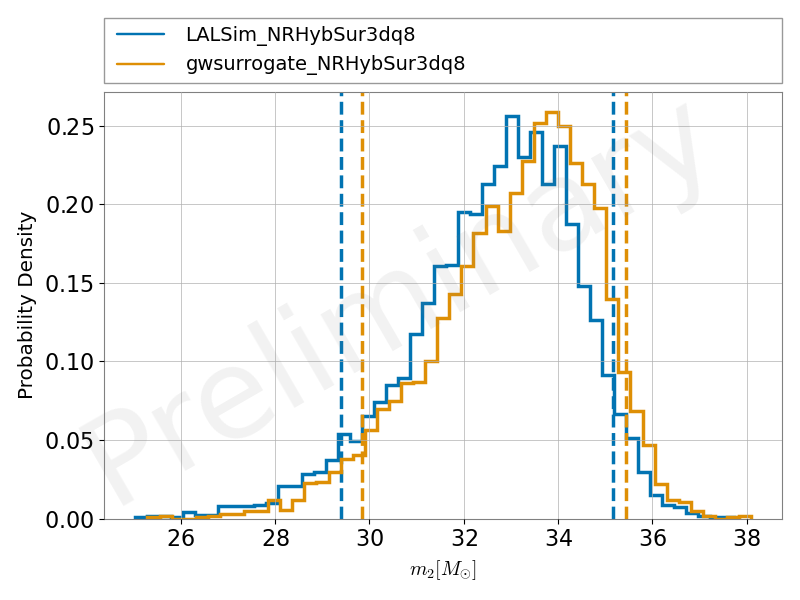 LALSim_NRHybSur3dq8
gwsurrogate_NRHybSur3dq8
Preliminary
Probability Density
0.25
0.20
0.15
0.10
0.05
0.00
26 28 30 32 34 36 38
m₂[M☉]